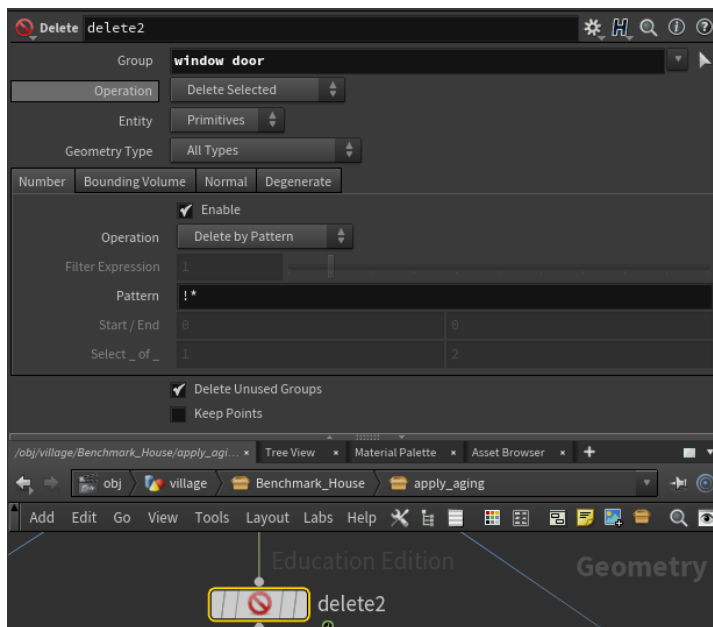 Delete delete2
Group window door
Operation Delete Selected
Entity Primitives
Geometry Type All Types
Number Bounding Volume Normal Degenerate
Enable
Operation Delete by Pattern
Filter Expression 1
Pattern !*
Start / End 0 0
Select _ of _ 1 2
Delete Unused Groups
Keep Points
/obj/village/Benchmark_House/apply_agi... × Tree View × Material Palette × Asset Browser × +
obj village Benchmark_House apply_aging
Add Edit Go View Tools Layout Labs Help
Education Edition
Geometry
delete2